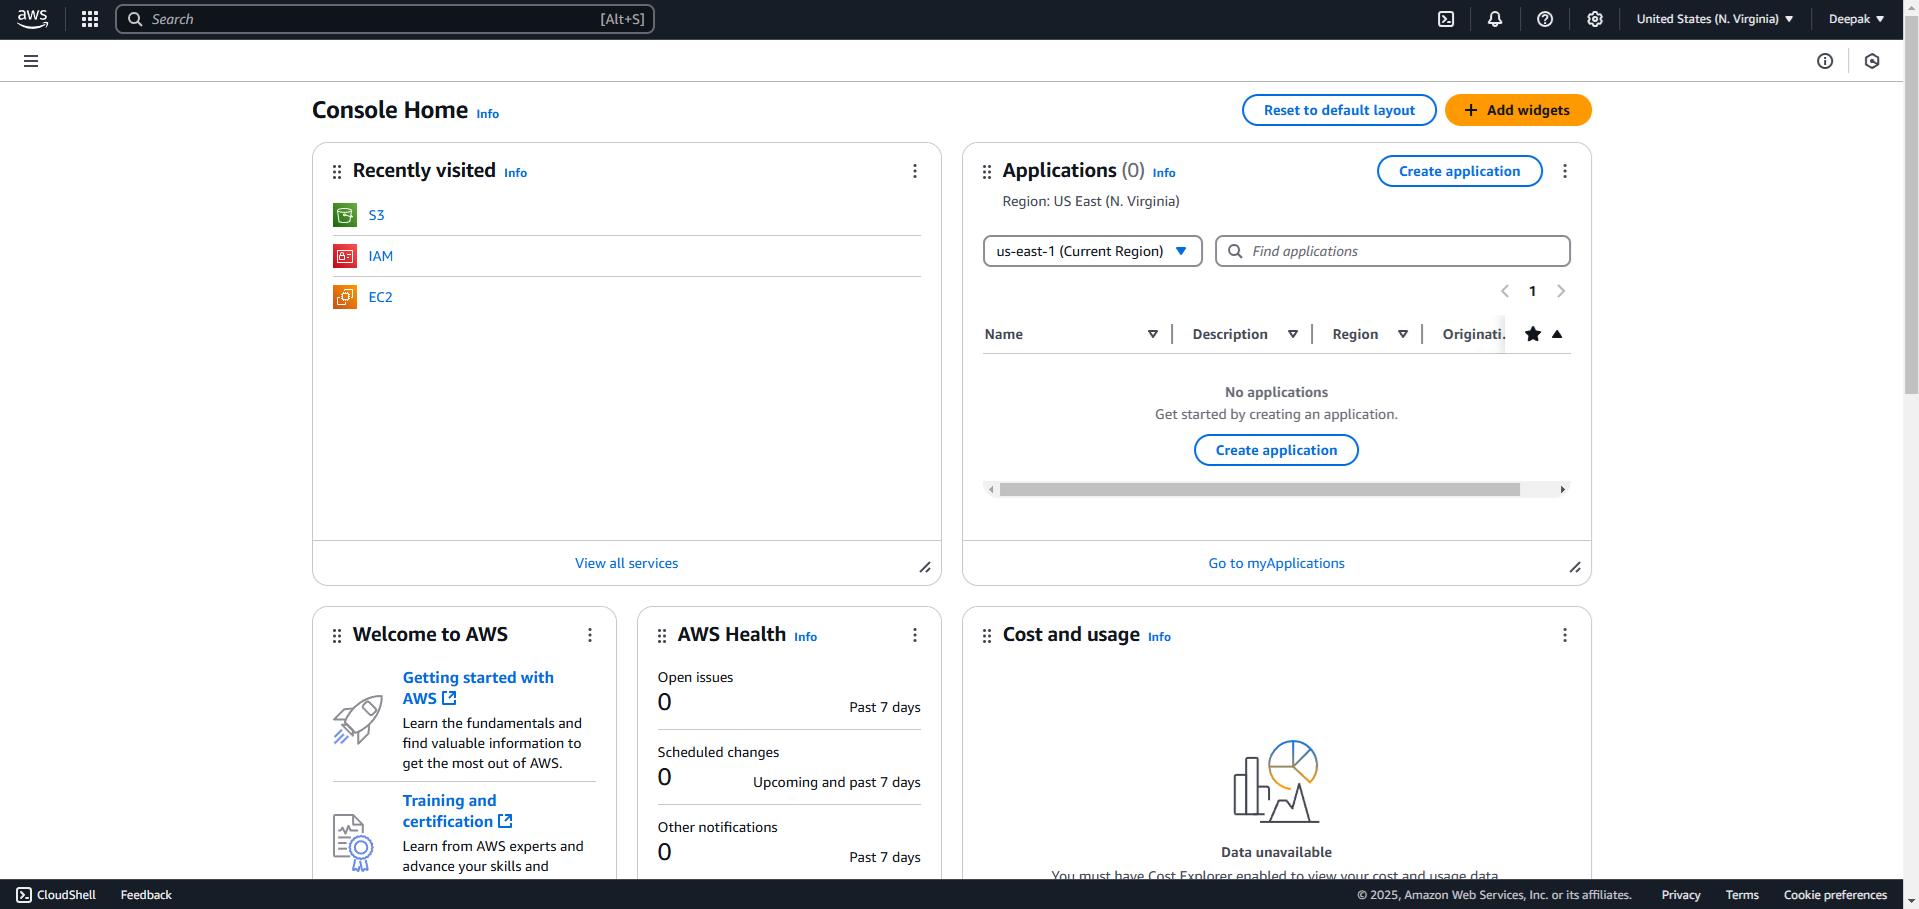 aws
Search [Alt+S]
United States (N. Virginia)
Deepak
Console Home Info
Reset to default layout
Add widgets
Recently visited Info
S3
IAM
EC2
View all services
Applications (0) Info
Region: US East (N. Virginia)
Create application
us-east-1 (Current Region)
Find applications
1
Name Description Region Originati.
No applications
Get started by creating an application.
Create application
Go to myApplications
Welcome to AWS
Getting started with
AWS
Learn the fundamentals and
find valuable information to
get the most out of AWS.
Training and
certification
Learn from AWS experts and
advance your skills and
AWS Health Info
Open issues
0
Past 7 days
Scheduled changes
0
Upcoming and past 7 days
Other notifications
0
Past 7 days
Cost and usage Info
Data unavailable
You must have Cost Explorer enabled to view your cost and usage data
CloudShell
Feedback
© 2025, Amazon Web Services, Inc. or its affiliates.
Privacy
Terms
Cookie preferences